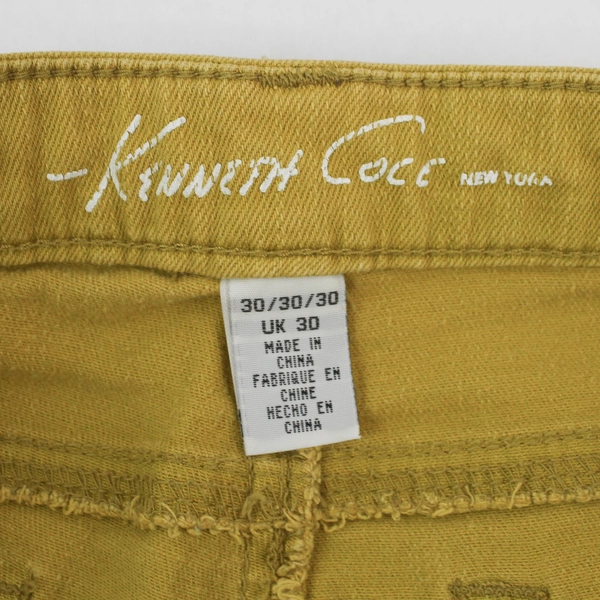 -KENNETH COLE NEW YORK
30/30/30
UK 30
MADE IN
CHINA
FABRIQUE EN
CHINE
HECHO EN
CHINA